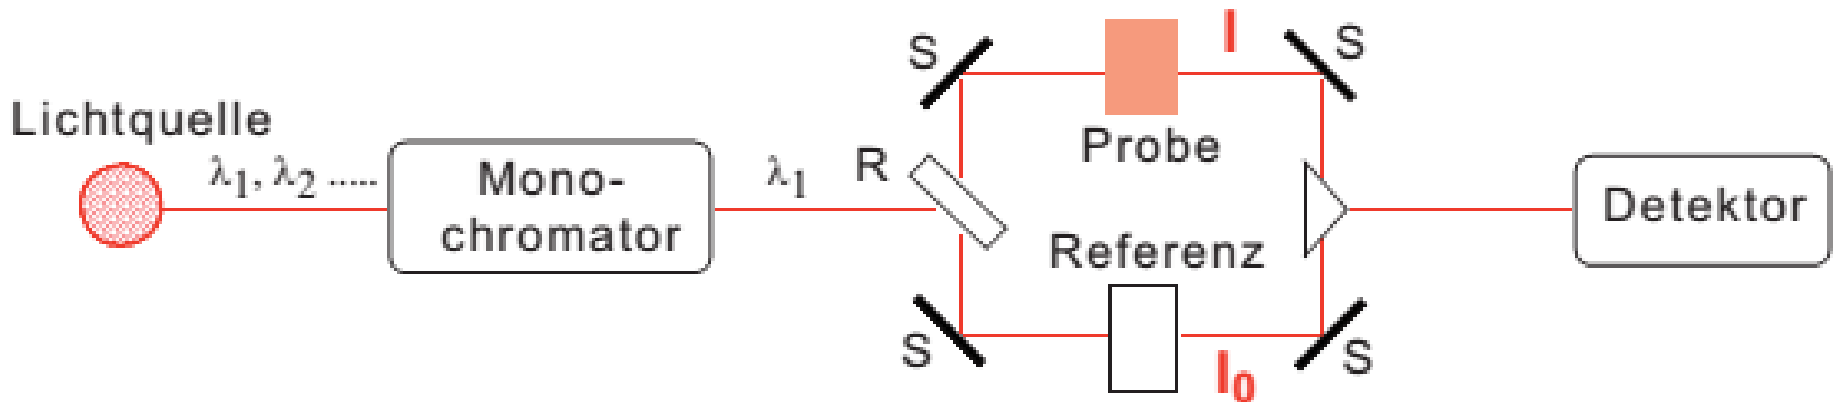 Lichtquelle
λ1, λ2 .....
Mono-
chromator
λ1
R
S
Probe
I
S
Referenz
S
I0
S
Detektor